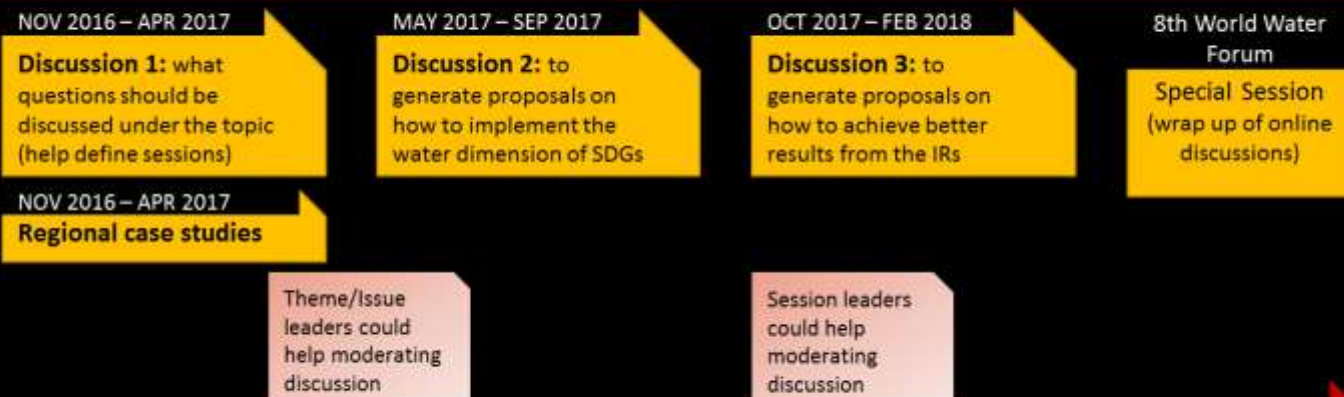 NOV 2016 – APR 2017
Discussion 1: what
questions should be
discussed under the topic
(help define sessions)
MAY 2017 – SEP 2017
Discussion 2: to
generate proposals on
how to implement the
water dimension of SDGs
OCT 2017 – FEB 2018
Discussion 3: to
generate proposals on
how to achieve better
results from the IRs
8th World Water
Forum
Special Session
(wrap up of online
discussions)
NOV 2016 – APR 2017
Regional case studies
Theme/Issue
leaders could
help moderating
discussion
Session leaders
could help
moderating
discussion